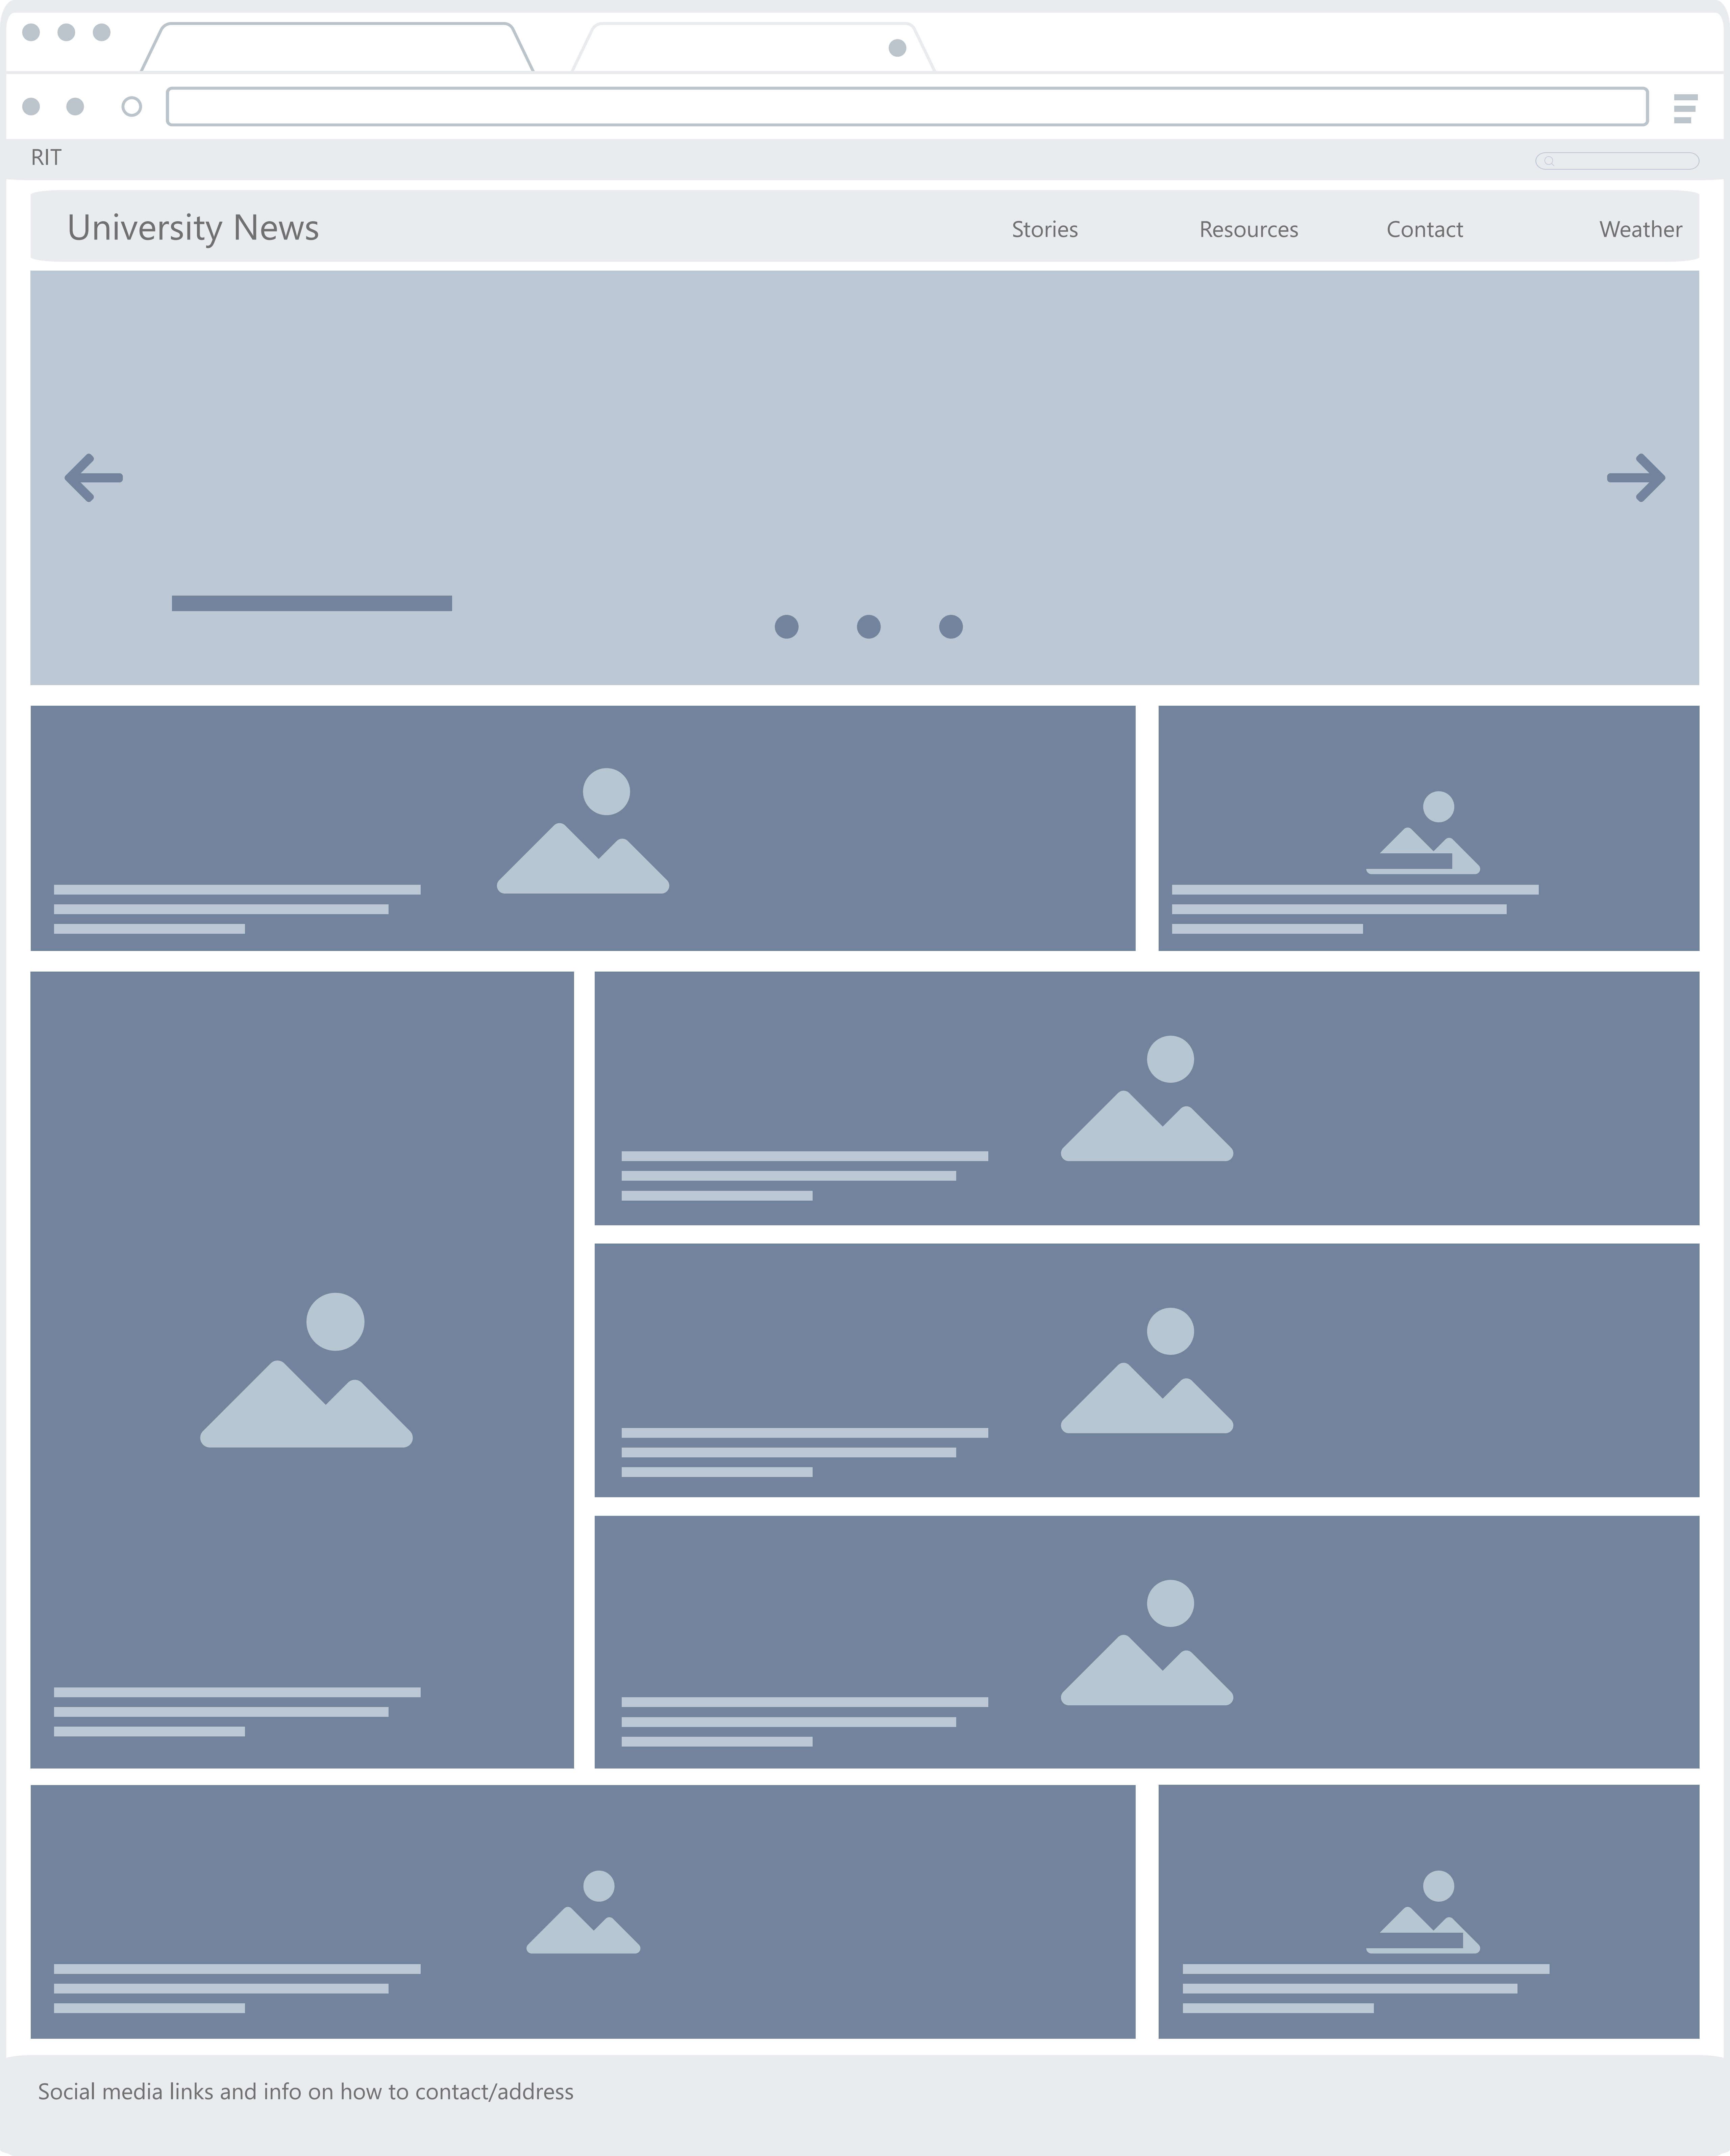 RIT
University News
Stories
Resources
Contact
Weather
Social media links and info on how to contact/address